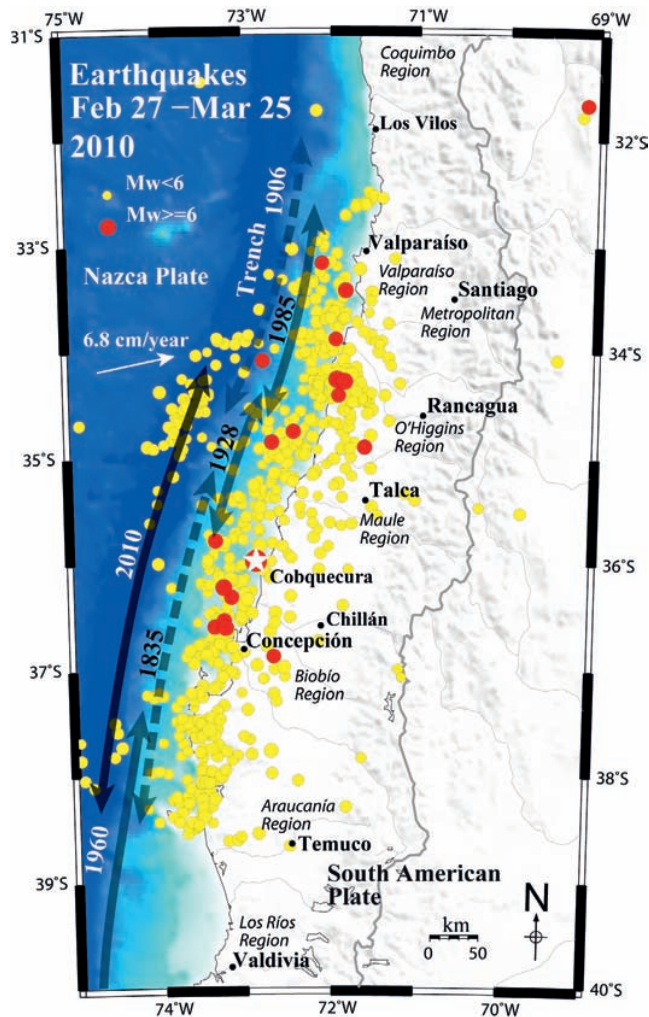 75°W
73°W
71°W
69°W
31°S
Coquimbo
Region
Earthquakes
Feb 27 –Mar 25
2010
Mw<6
Mw>=6
Los Vilos
32°S
Trench
1906
33°S
Valparaíso
Valparaíso
Region
Nazca Plate
Santiago
Metropolitan
Region
1985
6.8 cm/year
34°S
Rancagua
O'Higgins
Region
1928
35°S
Talca
Maule
Region
2010
36°S
Cobquecura
Chillán
Concepción
1835
37°S
Biobío
Region
38°S
Araucanía
Region
1960
Temuco
South American
Plate
39°S
N
km
0
50
Los Ríos
Region
Valdivia
40°S
74°W
72°W
70°W